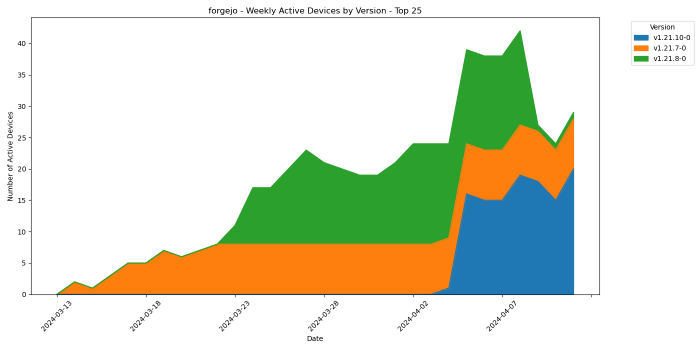 forgejo - Weekly Active Devices by Version - Top 25
Version
v1.21.10-0
v1.21.7-0
v1.21.8-0
Number of Active Devices
40
35
30
25
20
15
10
5
0
2024-03-13
2024-03-18
2024-03-23
2024-03-28
2024-04-02
2024-04-07
Date